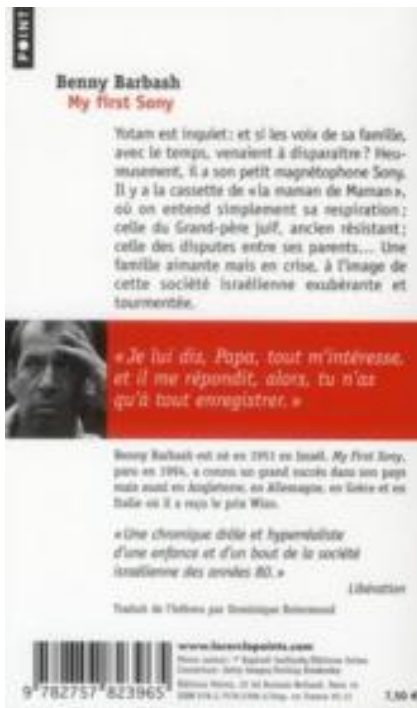 POINTS
Benny Barbash
My first Sony
Yotam est inquiet : et si les voix de sa famille,
avec le temps, venaient à disparaître ? Heu-
reusement, il a son petit magnétophone Sony.
Il y a la cassette de « la maman de Maman »,
où on entend simplement sa respiration ;
celle du Grand-père juif, ancien résistant ;
celle des disputes entre ses parents... Une
famille aimante mais en crise, à l'image de
cette société israélienne exubérante et
tourmentée.
« Je lui dis, Papa, tout m'intéresse,
et il me répondit, alors, tu n'as
qu'à tout enregistrer. »
Benny Barbash est né en 1951 en Israël. My First Sony,
paru en 1994, a connu un grand succès dans son pays
mais aussi en Angleterre, en Allemagne, en Grèce et en
Italie où il a reçu le prix
« Une chronique drôle et hyperréaliste
d'une enfance et d'un bout de la société
israélienne des années 80. »
Libération
Traduit de l'hébreu par Dominique Rotermund
www.lecerclepoints.com
9 782757 823965
7,50 €